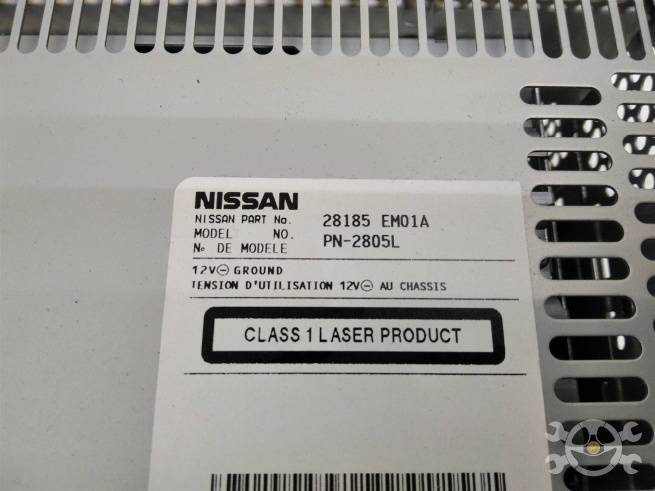 NISSAN
NISSAN PART No. 28185 EM01A
MODEL NO. PN-2805L
No DE MODELE
12V⊖ GROUND
TENSION D'UTILISATION 12V⊖ AU CHASSIS
CLASS 1 LASER PRODUCT